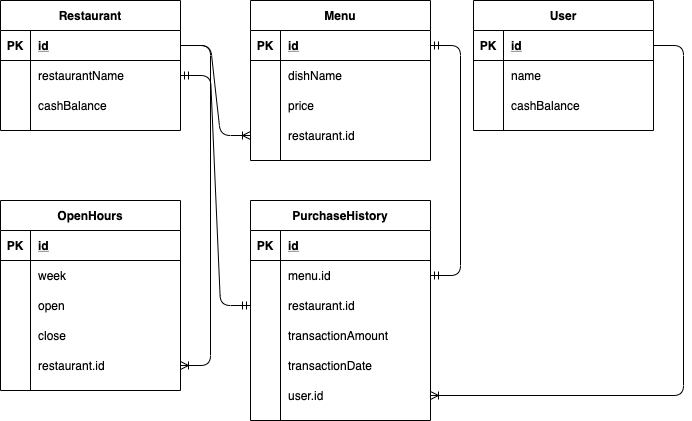 Restaurant
PK id
restaurantName
cashBalance
Menu
PK id
dishName
price
restaurant.id
User
PK id
name
cashBalance
OpenHours
PK id
week
open
close
restaurant.id
PurchaseHistory
PK id
menu.id
restaurant.id
transactionAmount
transactionDate
user.id